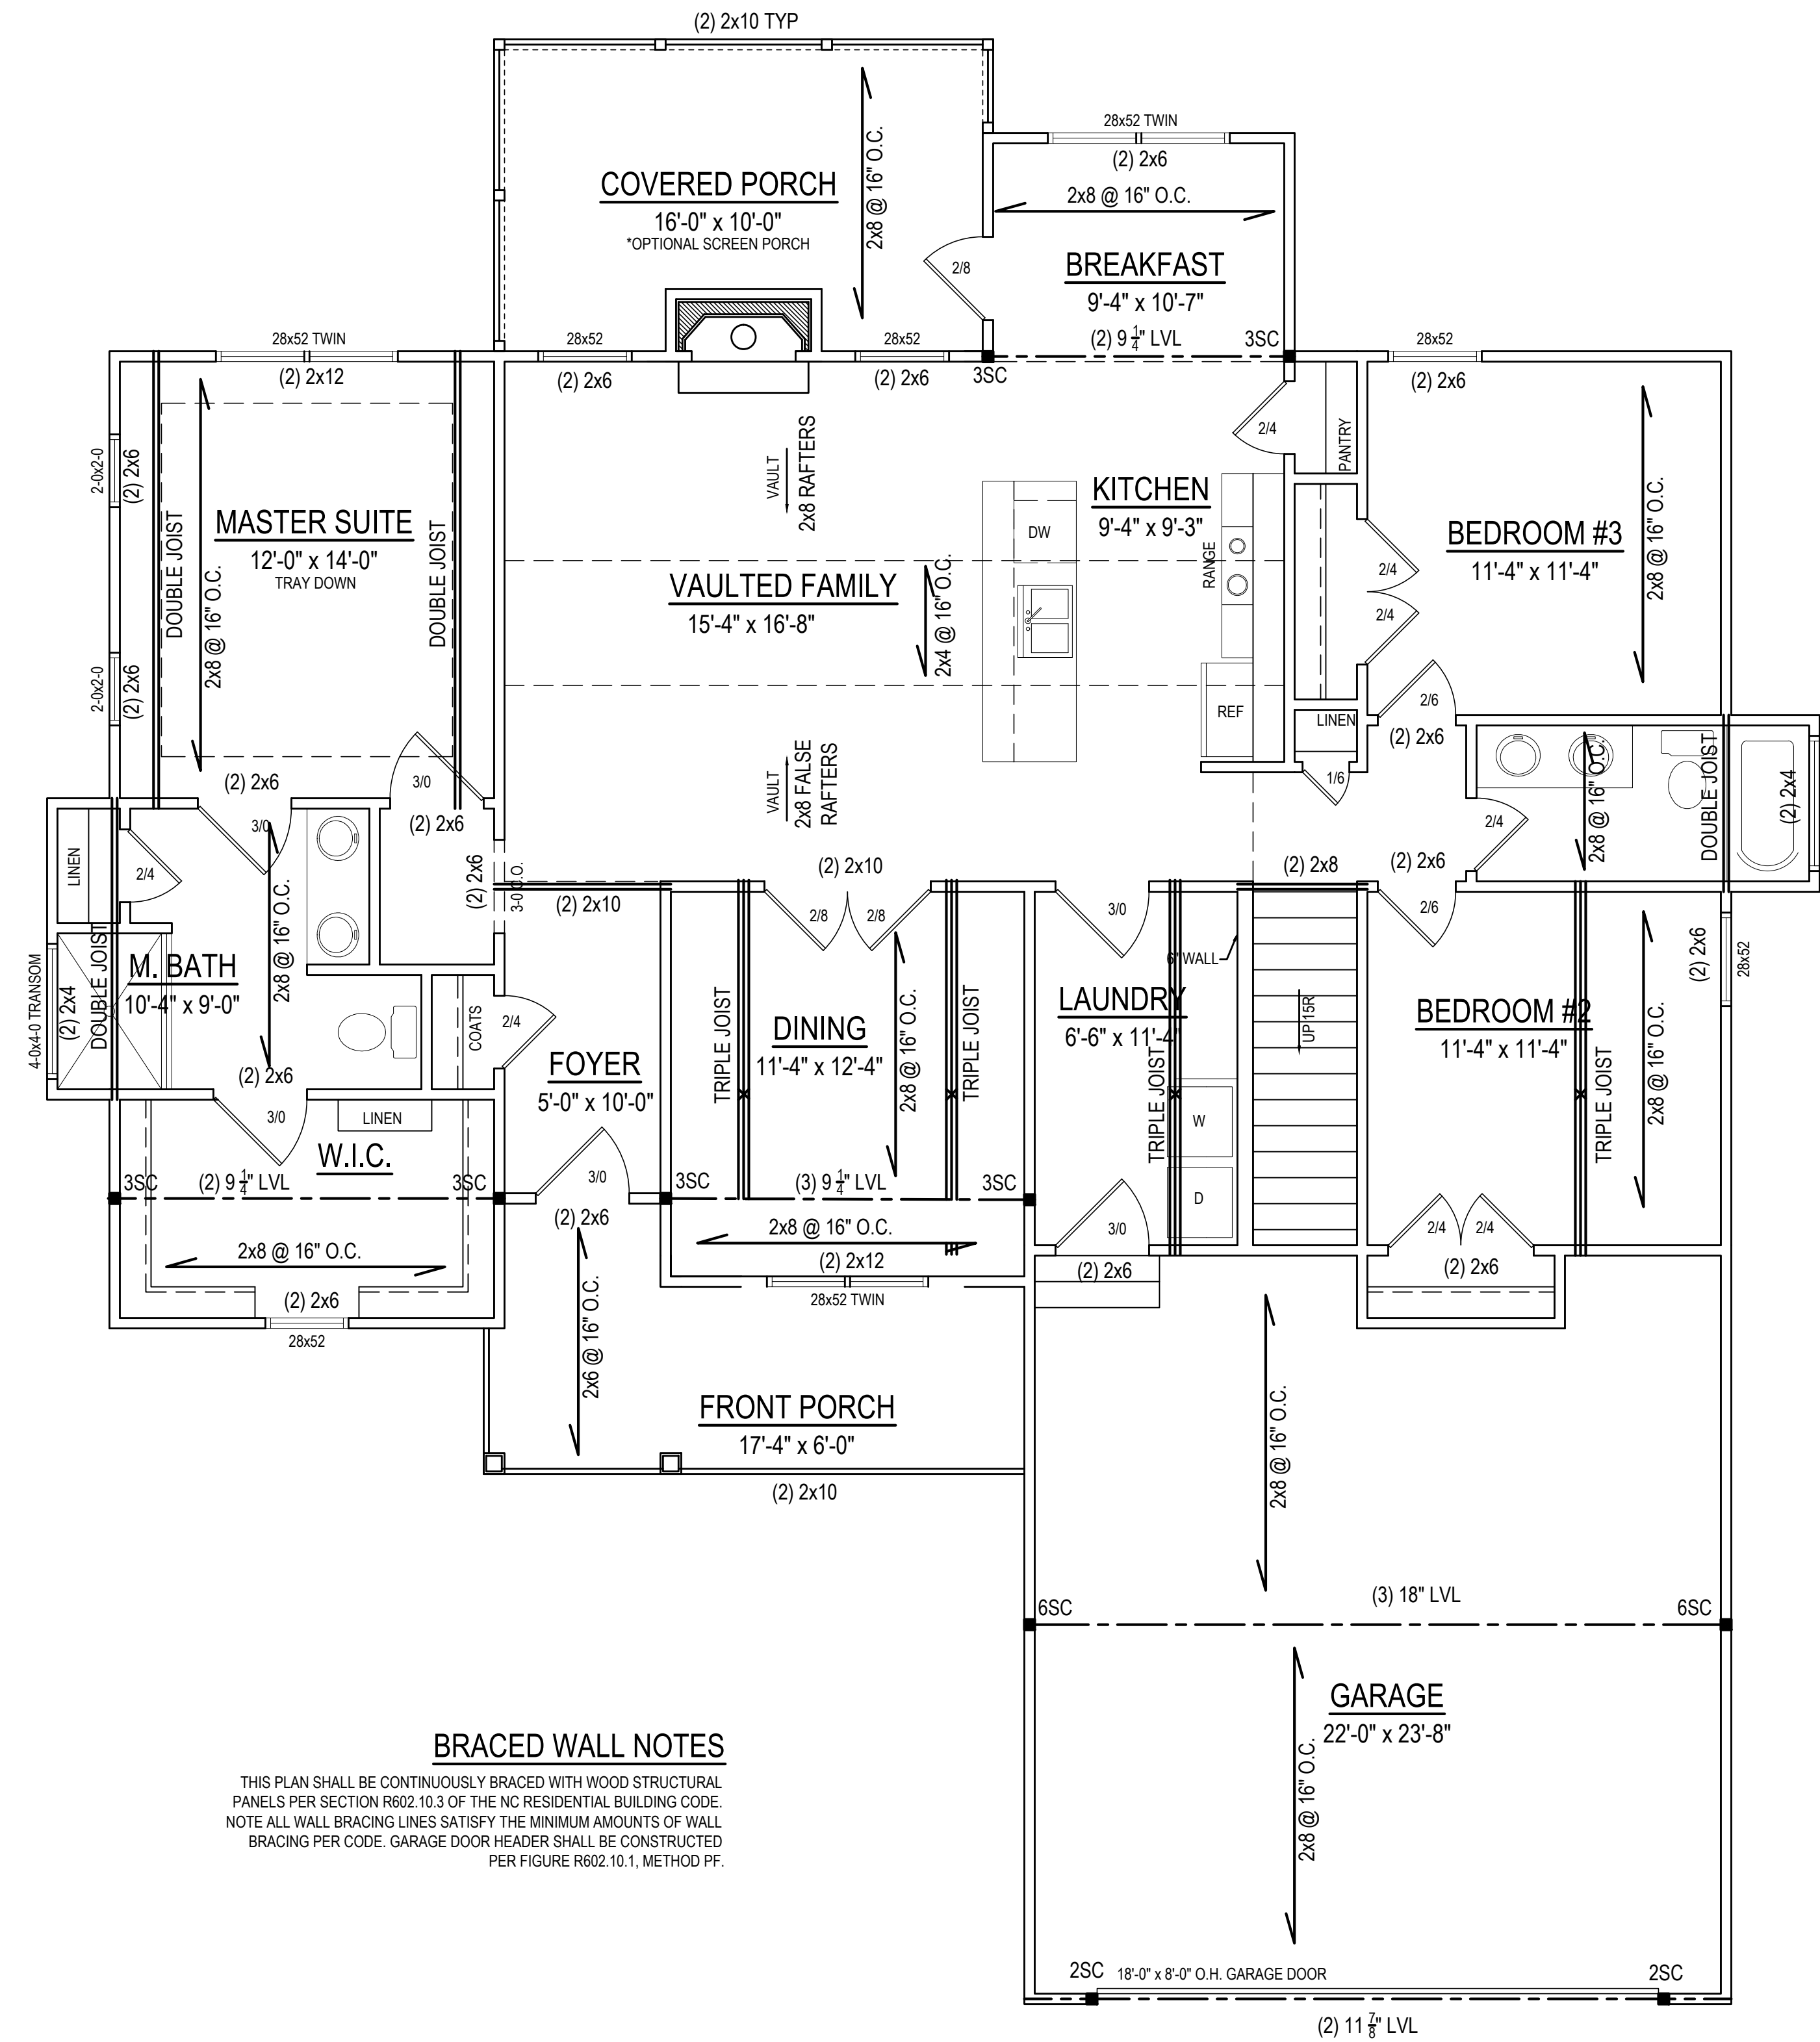 (2) 2x10 TYP
28x52 TWIN
(2) 2x6
2x8 @ 16" O.C.
COVERED PORCH
16'-0" x 10'-0"
*OPTIONAL SCREEN PORCH
2x8 @ 16" O.C.
2/8
BREAKFAST
9'-4" x 10'-7"
(2) 9 1/4" LVL
3SC
3SC
28x52 TWIN
(2) 2x12
28x52
(2) 2x6
28x52
(2) 2x6
28x52
(2) 2x6
2-0x2-0
(2) 2x6
2-0x2-0
(2) 2x6
DOUBLE JOIST
2x8 @ 16" O.C.
MASTER SUITE
12'-0" x 14'-0"
TRAY DOWN
DOUBLE JOIST
VAULT
2x8 RAFTERS
VAULTED FAMILY
15'-4" x 16'-8"
2x4 @ 16" O.C.
VAULT
2x8 FALSE
RAFTERS
KITCHEN
9'-4" x 9'-3"
DW
RANGE
REF
2/4
PANTRY
2/4
2/4
BEDROOM #3
11'-4" x 11'-4"
2x8 @ 16" O.C.
LINEN
1/6
2/6
(2) 2x6
2x8 @ 16" O.C.
DOUBLE JOIST
(2) 2x4
2/4
(2) 2x6
3/0
3/0
(2) 2x6
LINEN
2/4
2x8 @ 16" O.C.
(2) 2x6
3-0 C.O.
(2) 2x10
(2) 2x10
2/8
2/8
3/0
(2) 2x8
(2) 2x6
2/6
4-0x4-0 TRANSOM
(2) 2x4
DOUBLE JOIST
M. BATH
10'-4" x 9'-0"
(2) 2x6
COATS
2/4
FOYER
5'-0" x 10'-0"
TRIPLE JOIST
DINING
11'-4" x 12'-4"
2x8 @ 16" O.C.
TRIPLE JOIST
LAUNDRY
6'-6" x 11'-4"
TRIPLE JOIST
6" WALL
W
D
UP 15R
BEDROOM #2
11'-4" x 11'-4"
TRIPLE JOIST
2x8 @ 16" O.C.
(2) 2x6
28x52
3/0
LINEN
W.I.C.
3SC
(2) 9 1/4" LVL
3SC
3/0
(2) 2x6
3SC
(3) 9 1/4" LVL
3SC
3/0
2/4
2/4
2x8 @ 16" O.C.
(2) 2x6
28x52
2x8 @ 16" O.C.
(2) 2x12
28x52 TWIN
(2) 2x6
(2) 2x6
2x6 @ 16" O.C.
FRONT PORCH
17'-4" x 6'-0"
(2) 2x10
2x8 @ 16" O.C.
6SC
(3) 18" LVL
6SC
GARAGE
22'-0" x 23'-8"
2x8 @ 16" O.C.
BRACED WALL NOTES
THIS PLAN SHALL BE CONTINUOUSLY BRACED WITH WOOD STRUCTURAL
PANELS PER SECTION R602.10.3 OF THE NC RESIDENTIAL BUILDING CODE.
NOTE ALL WALL BRACING LINES SATISFY THE MINIMUM AMOUNTS OF WALL
BRACING PER CODE. GARAGE DOOR HEADER SHALL BE CONSTRUCTED
PER FIGURE R602.10.1, METHOD PF.
2SC
18'-0" x 8'-0" O.H. GARAGE DOOR
2SC
(2) 11 7/8" LVL